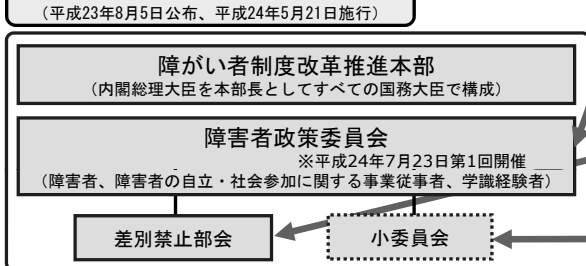 （平成23年8月5日公布、平成24年5月21日施行）
障がい者制度改革推進本部
（内閣総理大臣を本部長としてすべての国務大臣で構成）
障害者政策委員会
※平成24年7月23日第1回開催
（障害者、障害者の自立・社会参加に関する事業従事者、学識経験者）
差別禁止部会
小委員会